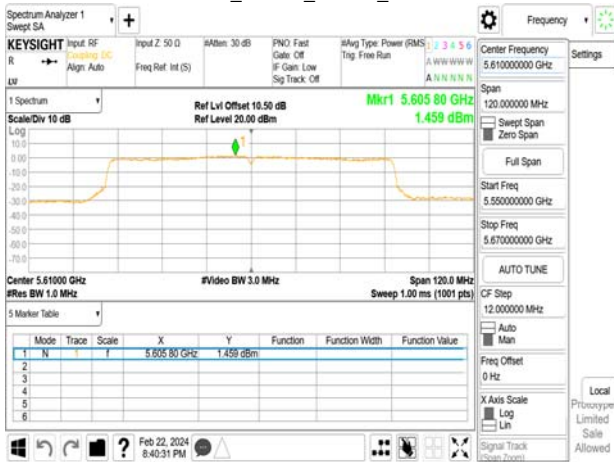 Spectrum Analyzer 1
Swept SA
+
Frequency
KEYSIGHT
R
Input: RF
Coupling: DC
Align: Auto
Input Z: 50 Ω
Freq Ref: Int (S)
#Atten: 30 dB
PNO: Fast
Gate: Off
IF Gain: Low
Sig Track: Off
#Avg Type: Power (RMS
Trig: Free Run
1 2 3 4 5 6
A W W W W W
A N N N N N
1 Spectrum
Scale/Div 10 dB
Ref Lvl Offset 10.50 dB
Ref Level 20.00 dBm
Mkr1 5.605 80 GHz
1.459 dBm
Log
10.0
0.00
-10.0
-20.0
-30.0
-40.0
-50.0
-60.0
-70.0
1
Center 5.61000 GHz
#Res BW 1.0 MHz
#Video BW 3.0 MHz
Span 120.0 MHz
Sweep 1.00 ms (1001 pts)
5 Marker Table
Mode Trace Scale X Y Function Function Width Function Value
1 N 1 f 5.605 80 GHz 1.459 dBm
2
3
4
5
6
Feb 22, 2024
8:40:31 PM
Center Frequency
5.610000000 GHz
Span
120.000000 MHz
Swept Span
Zero Span
Full Span
Start Freq
5.550000000 GHz
Stop Freq
5.670000000 GHz
AUTO TUNE
CF Step
12.000000 MHz
Auto
Man
Freq Offset
0 Hz
X Axis Scale
Log
Lin
Signal Track
(Span Zoom)
Settings
Local
Prototype
Limited
Sale
Allowed